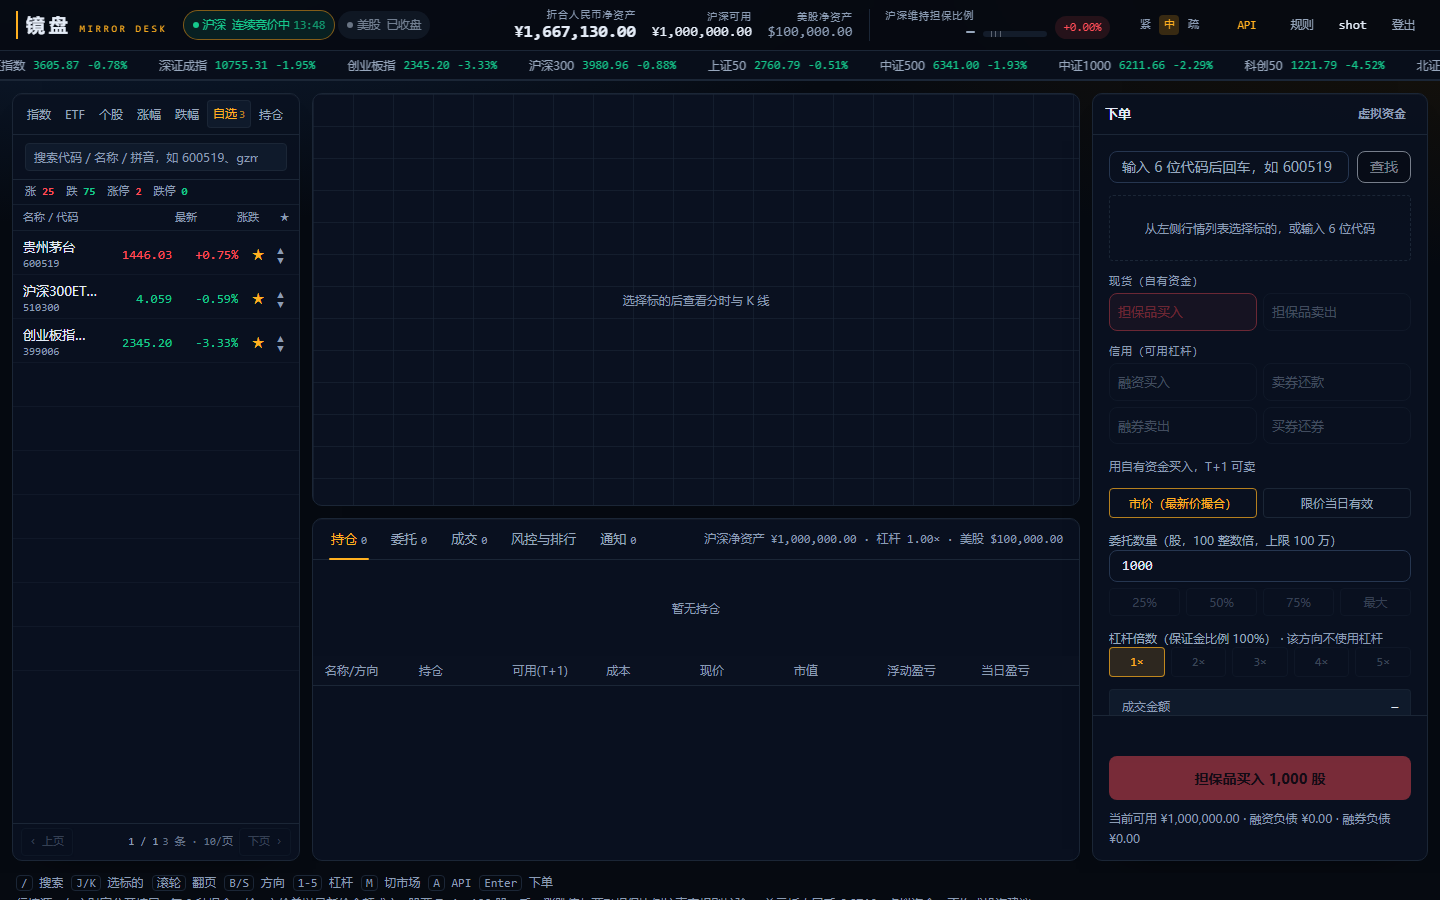 镜盘 MIRROR DESK
沪深 连续竞价中 13:48
美股 已收盘
折合人民币净资产
¥1,667,130.00
沪深可用
¥1,000,000.00
美股净资产
$100,000.00
沪深维持担保比例
—
+0.00%
紧 中 疏
API
规则
shot
登出
指数 3605.87 -0.78% 深证成指 10755.31 -1.95% 创业板指 2345.20 -3.33% 沪深300 3980.96 -0.88% 上证50 2760.79 -0.51% 中证500 6341.00 -1.93% 中证1000 6211.66 -2.29% 科创50 1221.79 -4.52% 北证
指数 ETF 个股 涨幅 跌幅 自选 3 持仓
搜索代码 / 名称 / 拼音，如 600519、gzm
涨 25 跌 75 涨停 2 跌停 0
名称 / 代码 最新 涨跌 ★
贵州茅台 1446.03 +0.75% ★ ▲
600519 ▼
沪深300ET... 4.059 -0.59% ★ ▲
510300 ▼
创业板指... 2345.20 -3.33% ★ ▲
399006 ▼
‹ 上页 1 / 1 3 条 · 10/页 下页 ›
选择标的后查看分时与 K 线
持仓 0 委托 0 成交 0 风控与排行 通知 0
沪深净资产 ¥1,000,000.00 · 杠杆 1.00× · 美股 $100,000.00
暂无持仓
名称/方向 持仓 可用(T+1) 成本 现价 市值 浮动盈亏 当日盈亏
下单 虚拟资金
输入 6 位代码后回车，如 600519 查找
从左侧行情列表选择标的，或输入 6 位代码
现货（自有资金）
担保品买入 担保品卖出
信用（可用杠杆）
融资买入 卖券还款
融券卖出 买券还券
用自有资金买入，T+1 可卖
市价（最新价撮合） 限价当日有效
委托数量（股，100 整数倍，上限 100 万）
1000
25% 50% 75% 最大
杠杆倍数（保证金比例 100%） · 该方向不使用杠杆
1× 2× 3× 4× 5×
成交金额 —
担保品买入 1,000 股
当前可用 ¥1,000,000.00 · 融资负债 ¥0.00 · 融券负债
¥0.00
/ 搜索 J/K 选标的 滚轮 翻页 B/S 方向 1-5 杠杆 M 切市场 A API Enter 下单